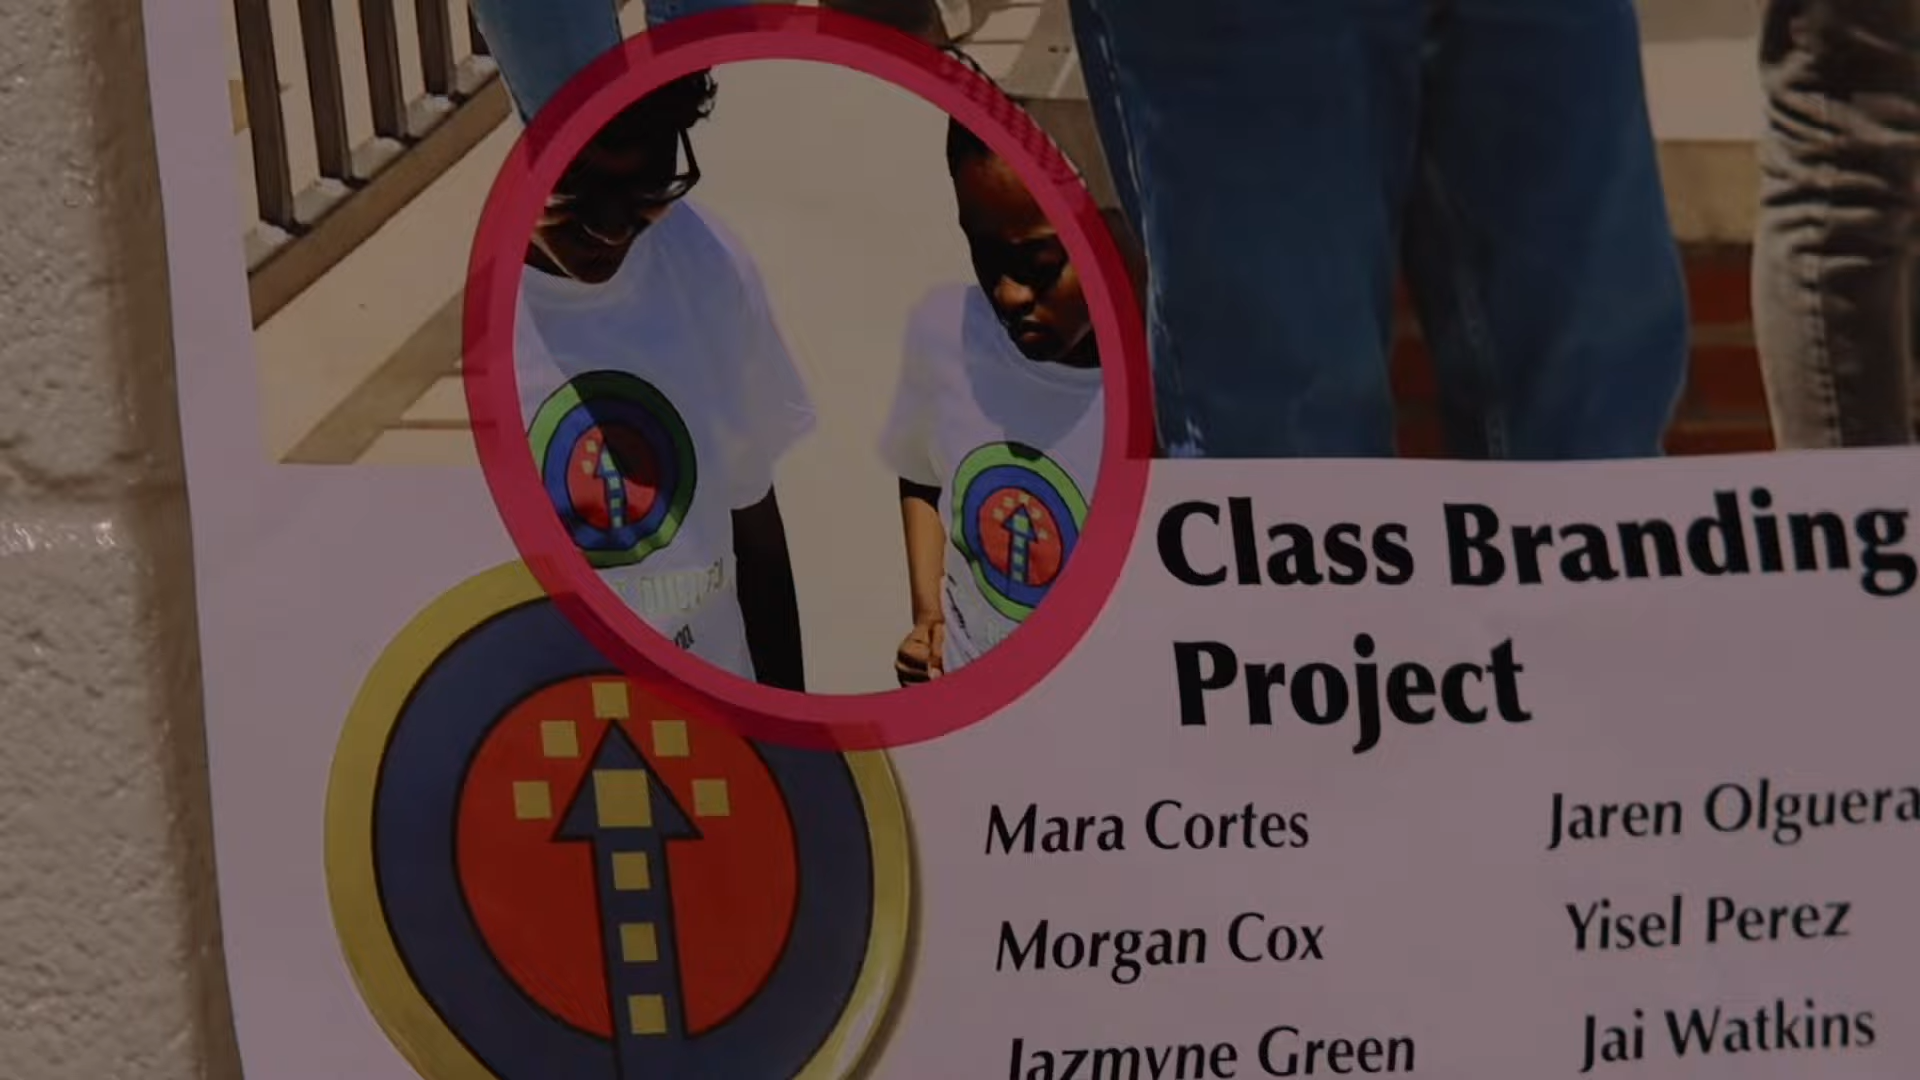 Class Branding
Project
Mara Cortes
Jaren Olguera
Morgan Cox
Yisel Perez
Jazmyne Green
Jai Watkins